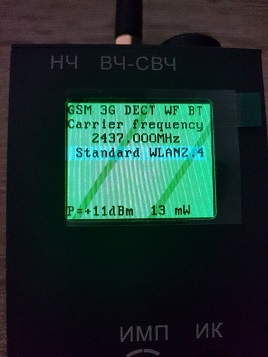 НЧ ВЧ-СВЧ
GSM 3G DECT WF BT
Carrier frequency
2437.000MHz
Standard WLAN2.4
P=+11dBm 13 mW
ИМП ИК